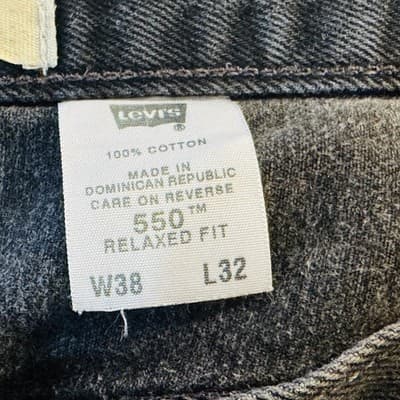 Levi's ®
100% COTTON
MADE IN
DOMINICAN REPUBLIC
CARE ON REVERSE
550™
RELAXED FIT
W38 L32